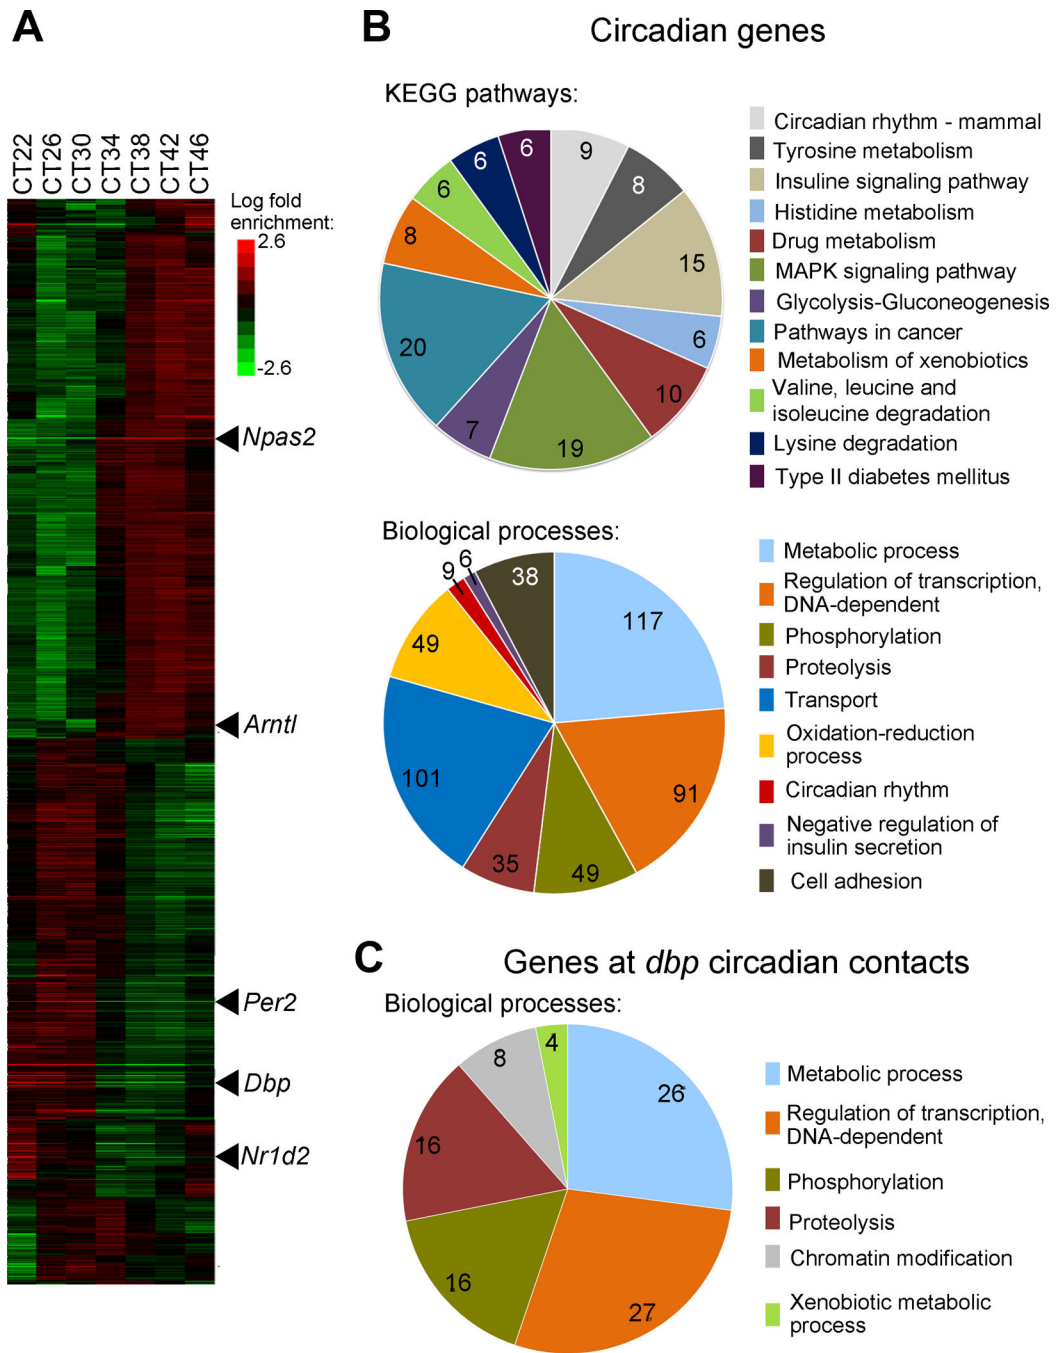 A
CT22
CT26
CT30
CT34
CT38
CT42
CT46
Log fold
enrichment:
2.6
-2.6
Npas2
Arntl
Per2
Dbp
Nr1d2
B
Circadian genes
KEGG pathways:
9
8
15
6
10
19
7
20
8
6
6
6
Circadian rhythm - mammal
Tyrosine metabolism
Insuline signaling pathway
Histidine metabolism
Drug metabolism
MAPK signaling pathway
Glycolysis-Gluconeogenesis
Pathways in cancer
Metabolism of xenobiotics
Valine, leucine and
isoleucine degradation
Lysine degradation
Type II diabetes mellitus
Biological processes:
117
91
49
35
101
49
9
6
38
Metabolic process
Regulation of transcription,
DNA-dependent
Phosphorylation
Proteolysis
Transport
Oxidation-reduction
process
Circadian rhythm
Negative regulation of
insulin secretion
Cell adhesion
C
Genes at dbp circadian contacts
Biological processes:
26
27
16
16
8
4
Metabolic process
Regulation of transcription,
DNA-dependent
Phosphorylation
Proteolysis
Chromatin modification
Xenobiotic metabolic
process